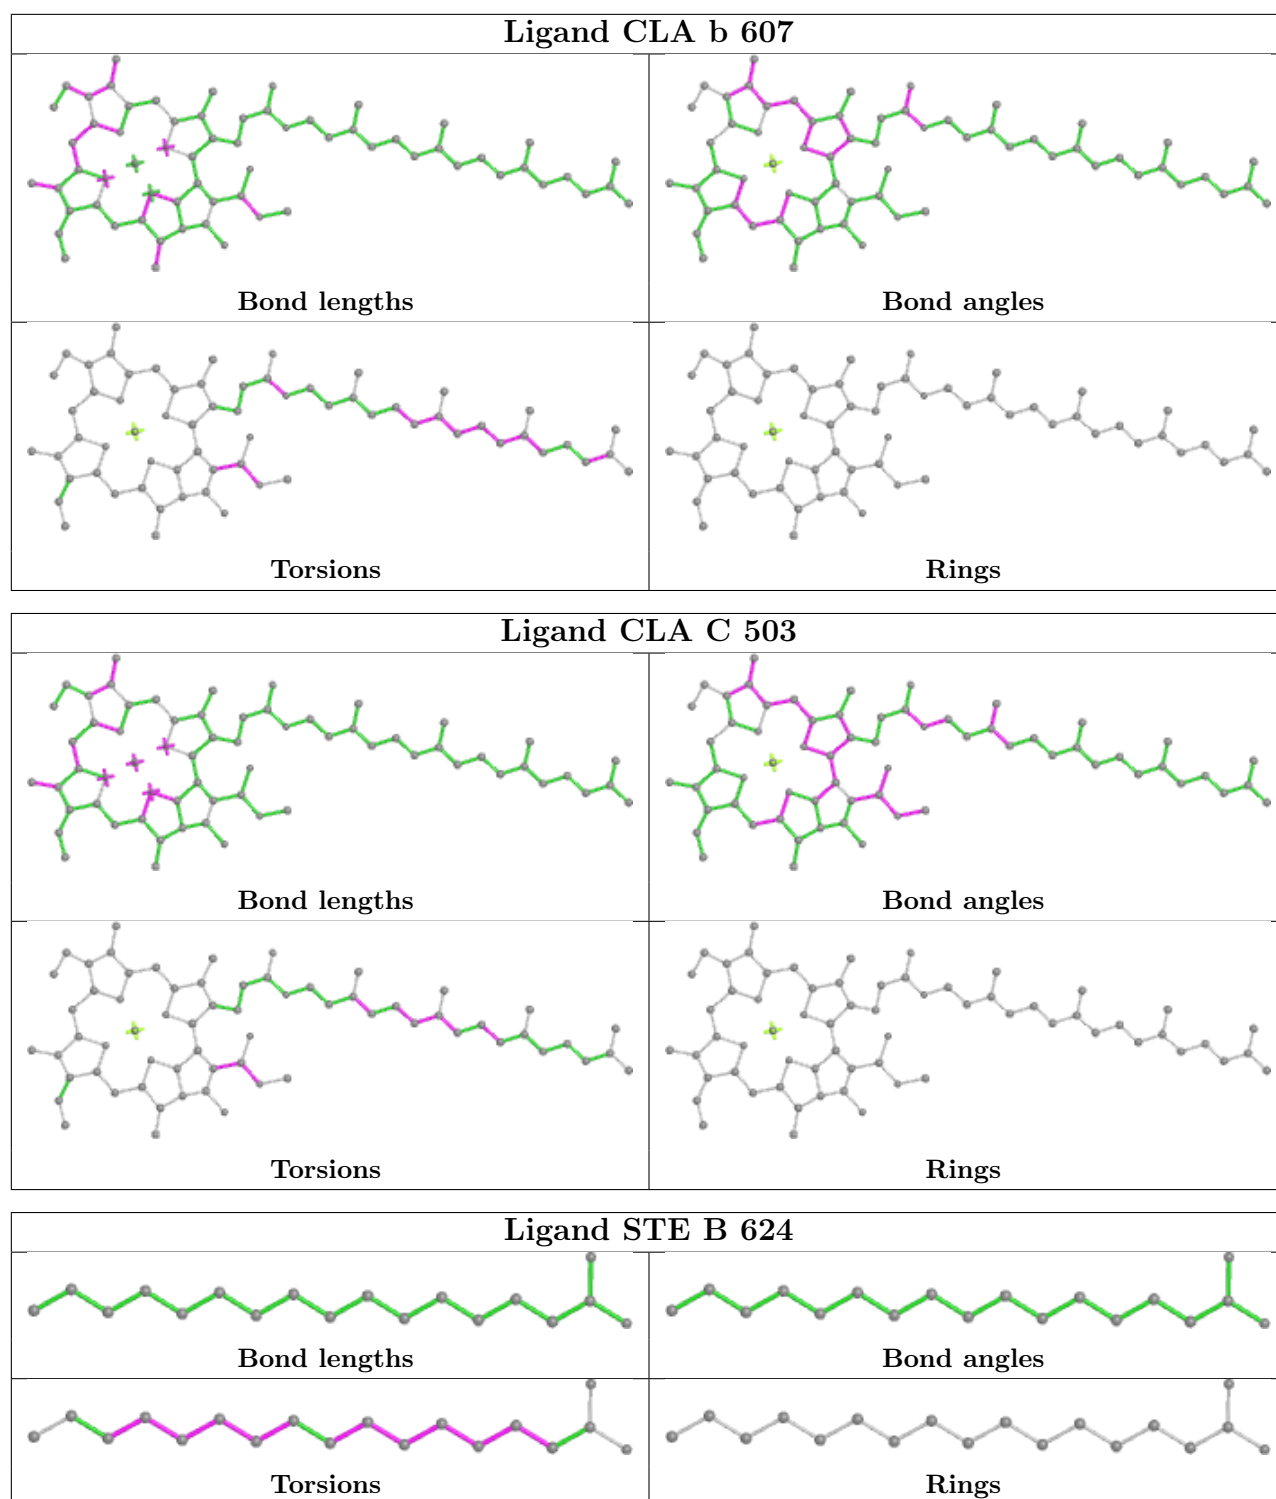 Ligand CLA b 607
Bond lengths
Bond angles
Torsions
Rings
Ligand CLA C 503
Bond lengths
Bond angles
Torsions
Rings
Ligand STE B 624
Bond lengths
Bond angles
Torsions
Rings